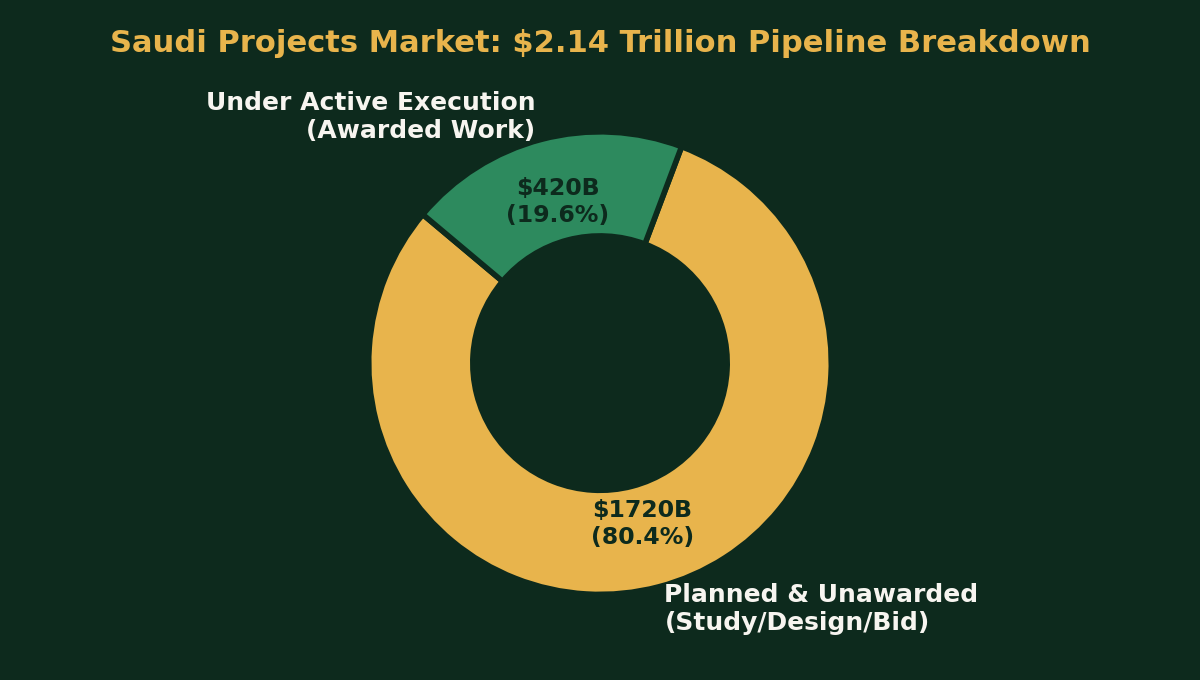 Saudi Projects Market: $2.14 Trillion Pipeline Breakdown
Under Active Execution
(Awarded Work)
$420B
(19.6%)
$1720B
(80.4%)
Planned & Unawarded
(Study/Design/Bid)